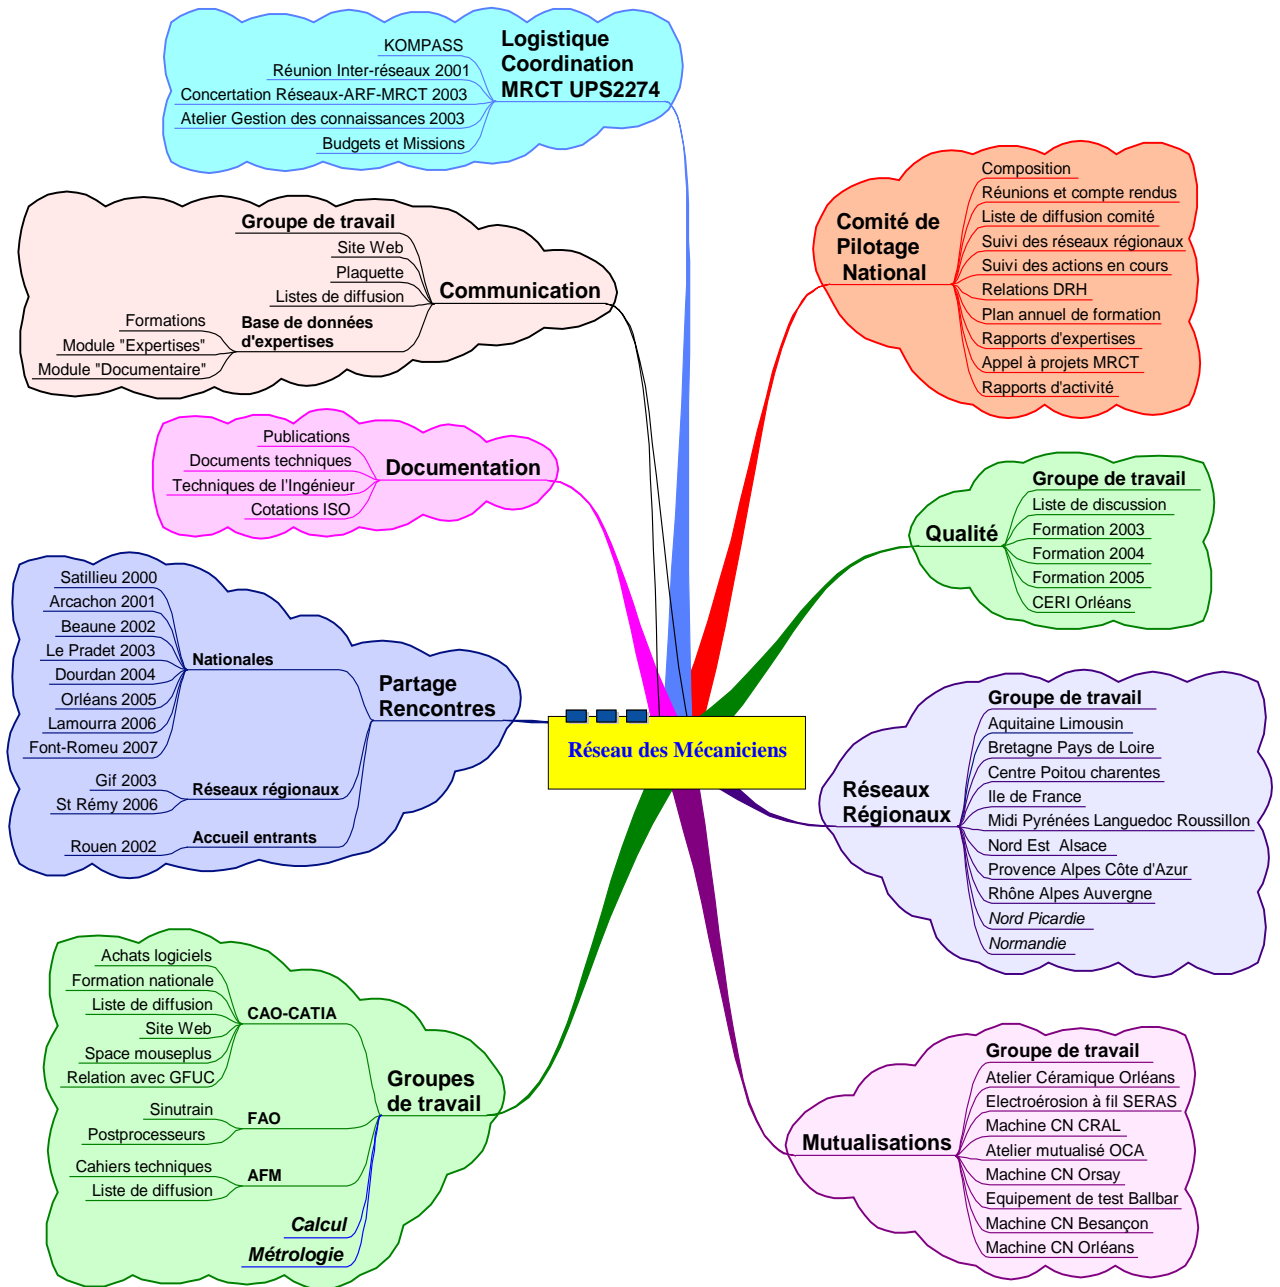 Logistique
Coordination
MRCT UPS2274
KOMPASS
Réunion Inter-réseaux 2001
Concertation Réseaux-ARF-MRCT 2003
Atelier Gestion des connaissances 2003
Budgets et Missions
Communication
Groupe de travail
Site Web
Plaquette
Listes de diffusion
Base de données
d'expertises
Formations
Module "Expertises"
Module "Documentaire"
Documentation
Publications
Documents techniques
Techniques de l'Ingénieur
Cotations ISO
Partage
Rencontres
Nationales
Satillieu 2000
Arcachon 2001
Beaune 2002
Le Pradet 2003
Dourdan 2004
Orléans 2005
Lamourra 2006
Font-Romeu 2007
Réseaux régionaux
Gif 2003
St Rémy 2006
Accueil entrants
Rouen 2002
Groupes
de travail
CAO-CATIA
Achats logiciels
Formation nationale
Liste de diffusion
Site Web
Space mouseplus
Relation avec GFUC
FAO
Sinutrain
Postprocesseurs
AFM
Cahiers techniques
Liste de diffusion
Calcul
Métrologie
Réseau des Mécaniciens
Comité de
Pilotage
National
Composition
Réunions et compte rendus
Liste de diffusion comité
Suivi des réseaux régionaux
Suivi des actions en cours
Relations DRH
Plan annuel de formation
Rapports d'expertises
Appel à projets MRCT
Rapports d'activité
Qualité
Groupe de travail
Liste de discussion
Formation 2003
Formation 2004
Formation 2005
CERI Orléans
Réseaux
Régionaux
Groupe de travail
Aquitaine Limousin
Bretagne Pays de Loire
Centre Poitou charentes
Ile de France
Midi Pyrénées Languedoc Roussillon
Nord Est  Alsace
Provence Alpes Côte d'Azur
Rhône Alpes Auvergne
Nord Picardie
Normandie
Mutualisations
Groupe de travail
Atelier Céramique Orléans
Electroérosion à fil SERAS
Machine CN CRAL
Atelier mutualisé OCA
Machine CN Orsay
Equipement de test Ballbar
Machine CN Besançon
Machine CN Orléans